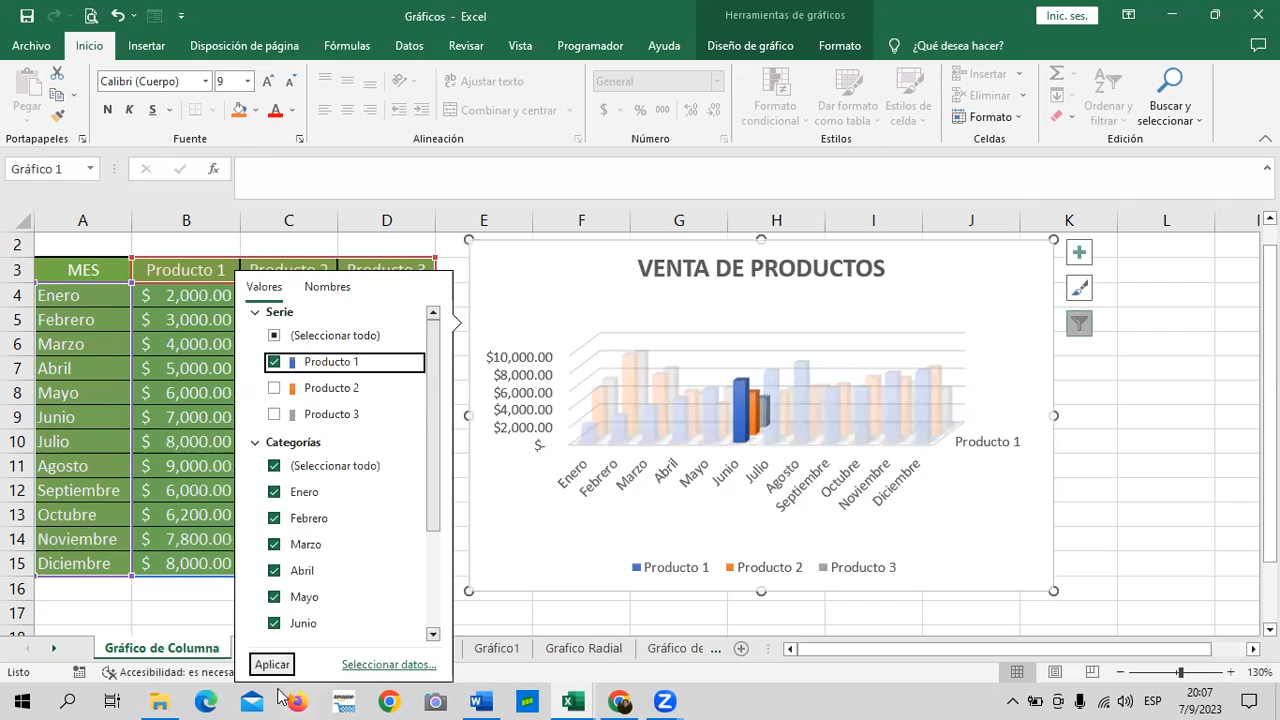 Gráficos - Excel
Herramientas de gráficos
Inic. ses.
Archivo Inicio Insertar Disposición de página Fórmulas Datos Revisar Vista Programador Ayuda Diseño de gráfico Formato ¿Qué desea hacer?
Pegar
Calibri (Cuerpo) 9
N K S
Ajustar texto
Combinar y centrar
General
$ % 000
Formato condicional
Dar formato como tabla
Estilos de celda
Insertar
Eliminar
Formato
Ordenar y filtrar
Buscar y seleccionar
Portapapeles Fuente Alineación Número Estilos Celdas Edición
Gráfico 1 fx
A B C D E F G H I J K L
2
3 MES Producto 1 Producto 2 Producto 3
4 Enero $ 2,000.00
5 Febrero $ 3,000.00
6 Marzo $ 4,000.00
7 Abril $ 5,000.00
8 Mayo $ 6,000.00
9 Junio $ 7,000.00
10 Julio $ 8,000.00
11 Agosto $ 9,000.00
12 Septiembre $ 6,000.00
13 Octubre $ 6,200.00
14 Noviembre $ 7,800.00
15 Diciembre $ 8,000.00
16
17
Valores Nombres
Serie
(Seleccionar todo)
Producto 1
Producto 2
Producto 3
Categorías
(Seleccionar todo)
Enero
Febrero
Marzo
Abril
Mayo
Junio
Aplicar Seleccionar datos...
VENTA DE PRODUCTOS
$10,000.00
$8,000.00
$6,000.00
$4,000.00
$2,000.00
$-
Producto 1
Enero Febrero Marzo Abril Mayo Junio Julio Agosto Septiembre Octubre Noviembre Diciembre
Producto 1 Producto 2 Producto 3
Gráfico de Columna Gráfico1 Grafico Radial Gráfico de ...
Listo Accesibilidad: es necesa 130%
ESP 20:07
7/9/2023